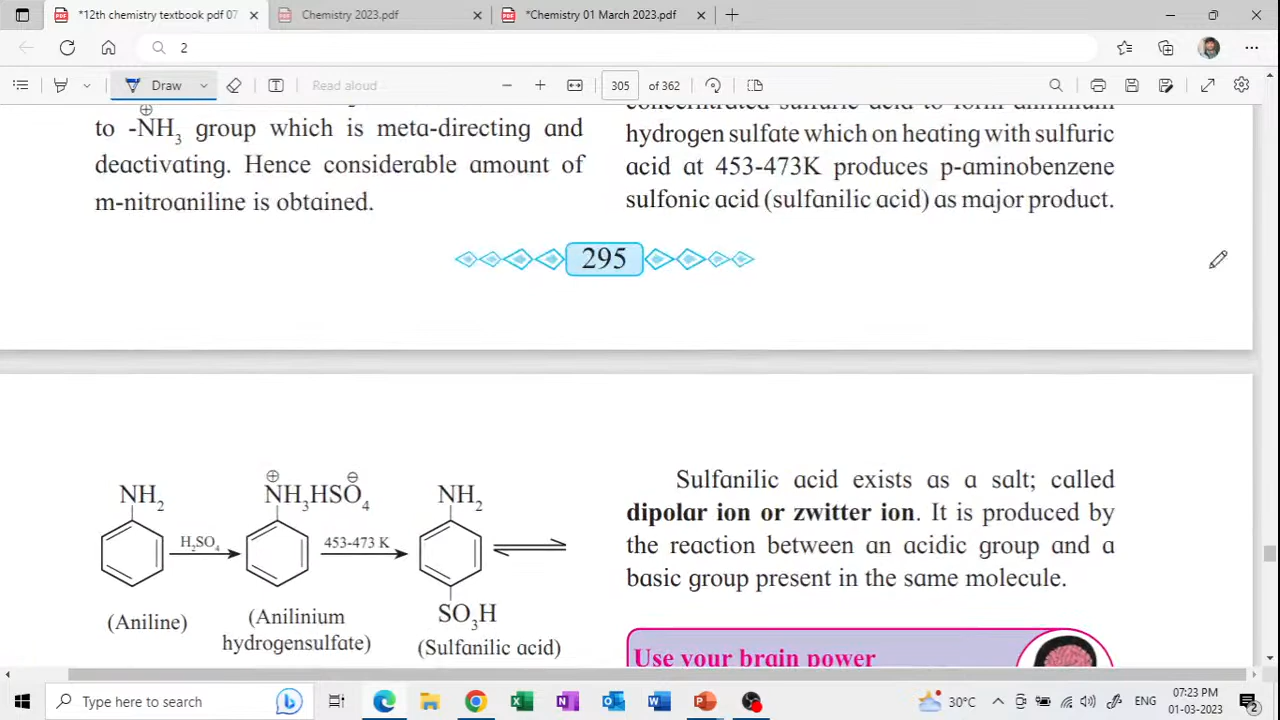 *12th chemistry textbook pdf 07
Chemistry 2023.pdf
*Chemistry 01 March 2023.pdf
2
Draw
Read aloud
305 of 362
to -NH3 group which is meta-directing and
deactivating. Hence considerable amount of
m-nitroaniline is obtained.
hydrogen sulfate which on heating with sulfuric
acid at 453-473K produces p-aminobenzene
sulfonic acid (sulfanilic acid) as major product.
295
NH2
H2SO4
⊕ ⊖
NH3HSO4
453-473 K
NH2
SO3H
(Aniline)
(Anilinium
hydrogensulfate)
(Sulfanilic acid)
Sulfanilic acid exists as a salt; called
dipolar ion or zwitter ion. It is produced by
the reaction between an acidic group and a
basic group present in the same molecule.
Use your brain power
Type here to search
30°C
ENG
07:23 PM
01-03-2023
2